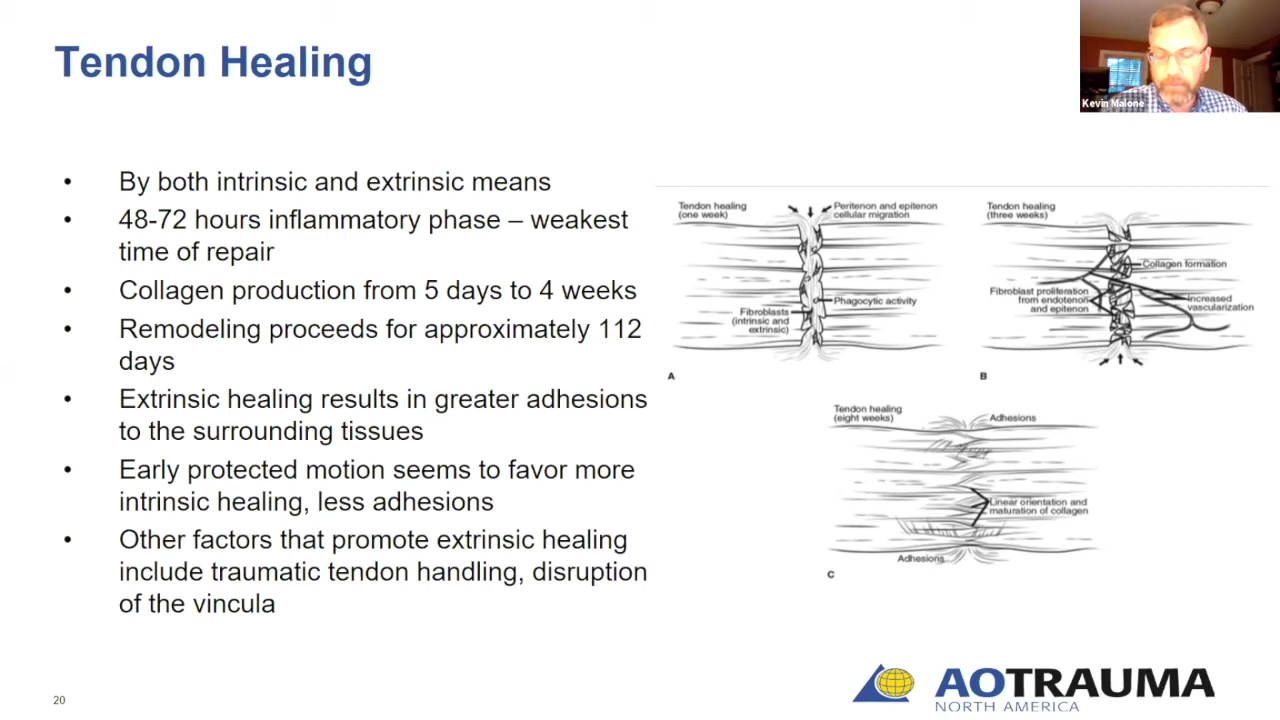 Tendon Healing
Kevin Malone
• By both intrinsic and extrinsic means
• 48-72 hours inflammatory phase – weakest
time of repair
• Collagen production from 5 days to 4 weeks
• Remodeling proceeds for approximately 112
days
• Extrinsic healing results in greater adhesions
to the surrounding tissues
• Early protected motion seems to favor more
intrinsic healing, less adhesions
• Other factors that promote extrinsic healing
include traumatic tendon handling, disruption
of the vincula
Tendon healing
(one week)
Peritenon and epitenon
cellular migration
Phagocytic activity
Fibroblasts
(intrinsic and
extrinsic)
A
Tendon healing
(three weeks)
Collagen formation
Fibroblast proliferation
from endotenon
and epitenon
Increased
vascularization
B
Tendon healing
(eight weeks)
Adhesions
Linear orientation and
maturation of collagen
Adhesions
C
20
AOTRAUMA
NORTH AMERICA